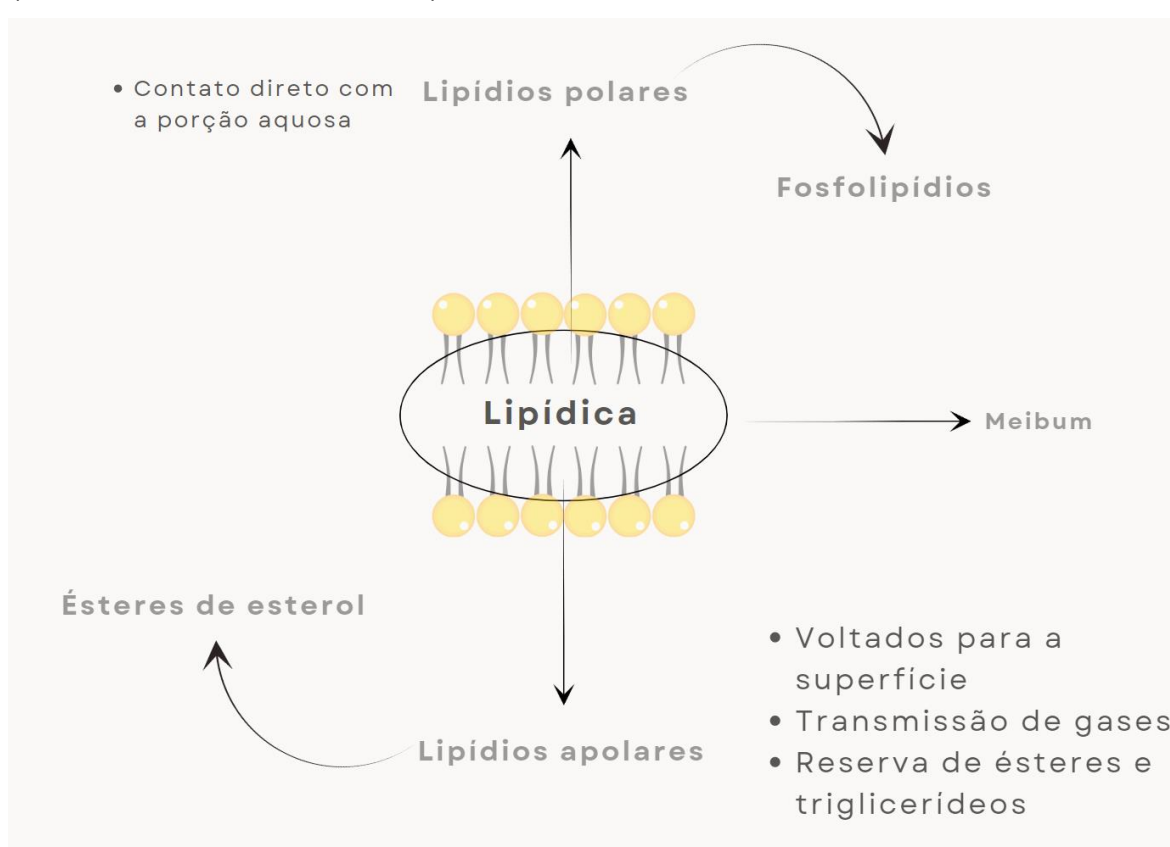 • Contato direto com
a porção aquosa
Lipídios polares
Fosfolipídios
Lipídica
Meibum
Ésteres de esterol
Lipídios apolares
• Voltados para a
superfície
• Transmissão de gases
• Reserva de ésteres e
triglicerídeos